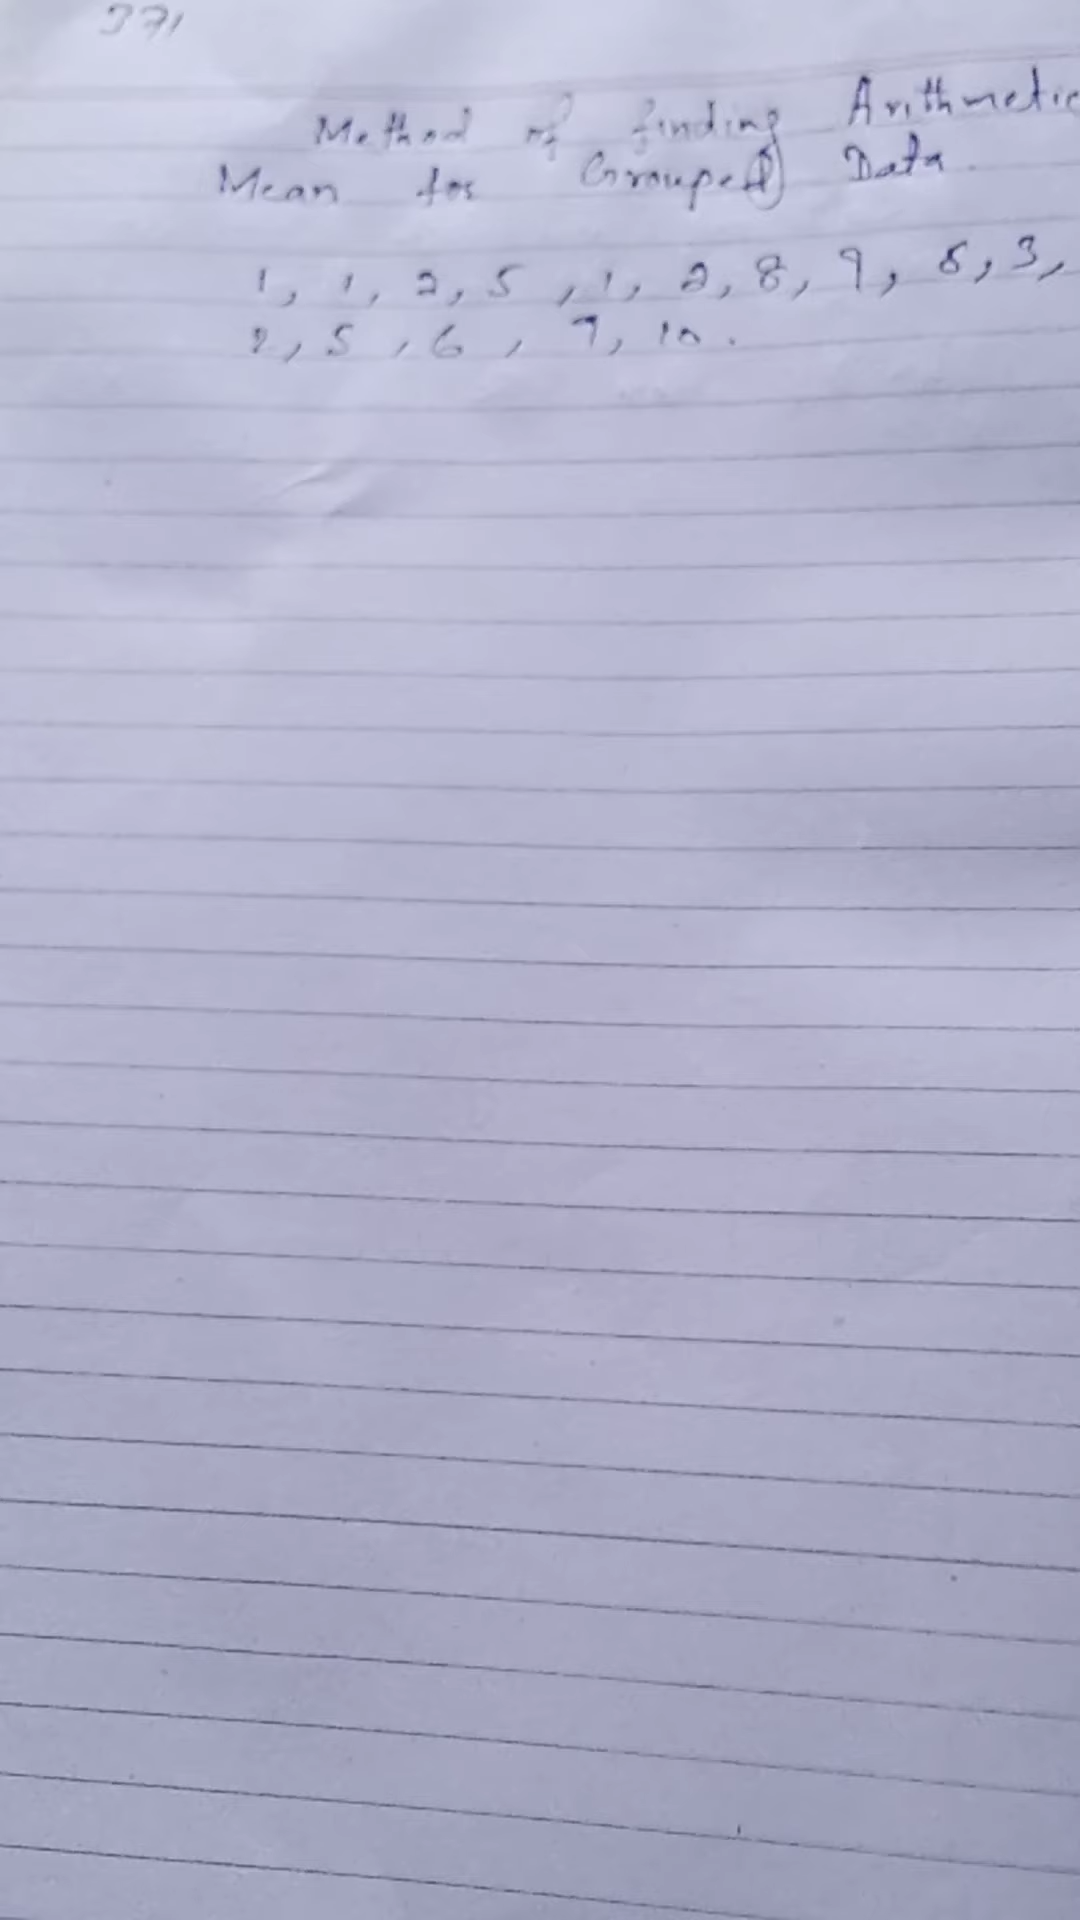 371
Method of finding Arithmetic
Mean for Grouped Data.
1, 1, 2, 5, 1, 2, 8, 9, 8, 3,
2, 5, 6, 7, 10.